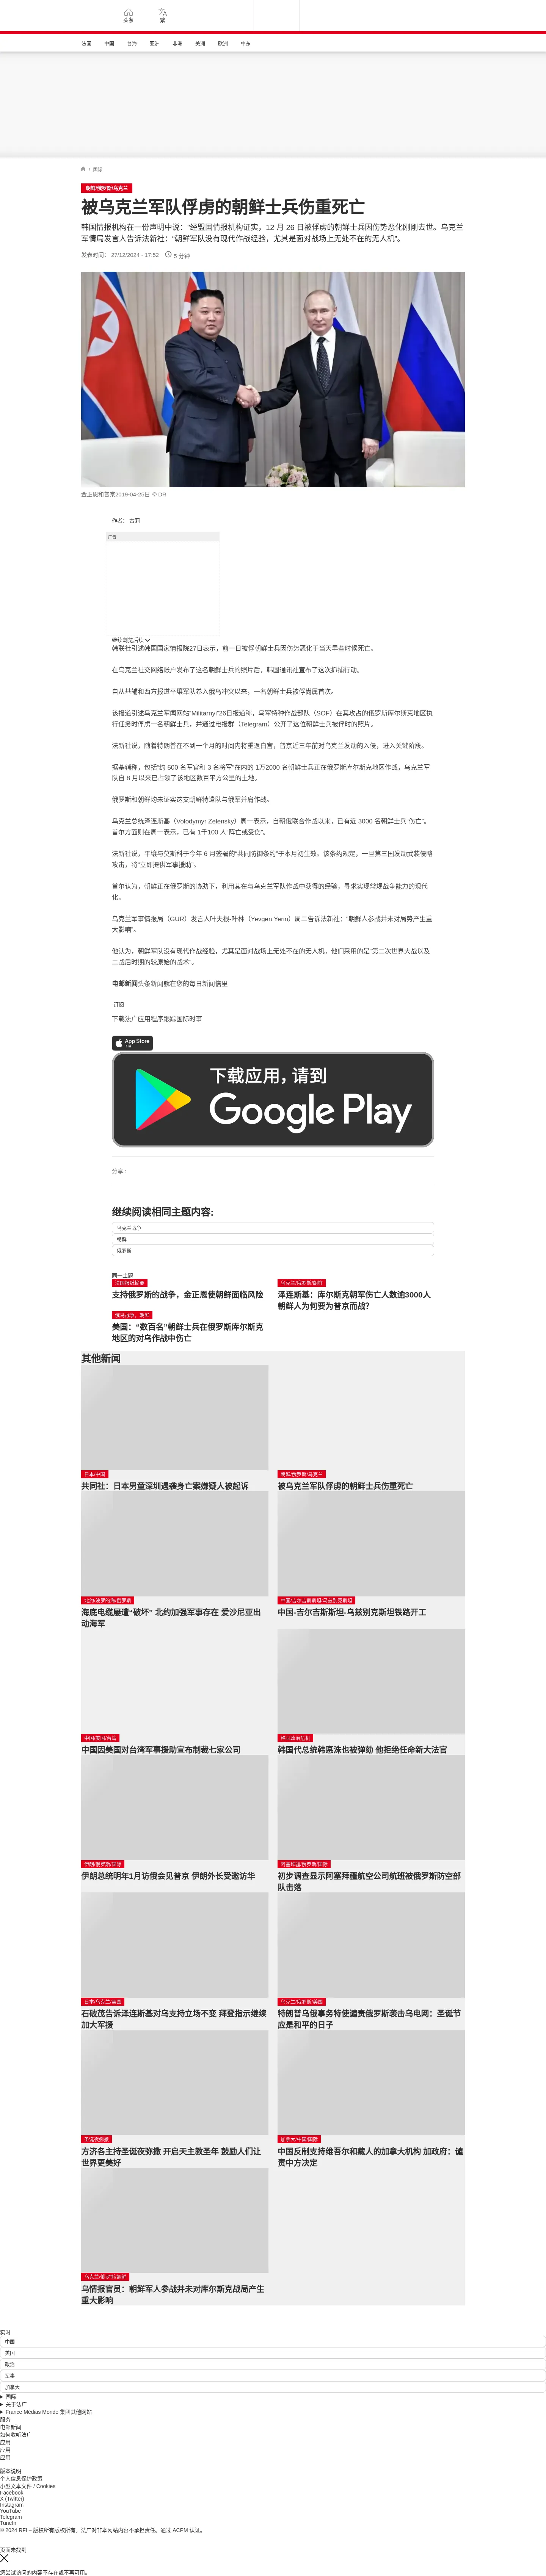 头条
繁
法国
中国
台海
亚洲
非洲
美洲
欧洲
中东
/ 国际
朝鲜/俄罗斯/乌克兰
被乌克兰军队俘虏的朝鲜士兵伤重死亡
韩国情报机构在一份声明中说："经盟国情报机构证实，12 月 26 日被俘虏的朝鲜士兵因伤势恶化刚刚去世。乌克兰
军情局发言人告诉法新社：“朝鲜军队没有现代作战经验，尤其是面对战场上无处不在的无人机”。
发表时间： 27/12/2024 - 17:52
5 分钟
金正恩和普京2019-04-25日 © DR
作者： 古莉
广告
继续浏览后续
韩联社引述韩国国家情报院27日表示，前一日被俘朝鲜士兵因伤势恶化于当天早些时候死亡。
在乌克兰社交网络账户发布了这名朝鲜士兵的照片后，韩国通讯社宣布了这次抓捕行动。
自从基辅和西方报道平壤军队卷入俄乌冲突以来，一名朝鲜士兵被俘尚属首次。
该报道引述乌克兰军闻网站“Militarnyi”26日报道称，乌军特种作战部队（SOF）在其攻占的俄罗斯库尔斯克地区执
行任务时俘虏一名朝鲜士兵，并通过电报群（Telegram）公开了这位朝鲜士兵被俘时的照片。
法新社说，随着特朗普在不到一个月的时间内将重返白宫，普京近三年前对乌克兰发动的入侵，进入关键阶段。
据基辅称，包括“约 500 名军官和 3 名将军”在内的 1万2000 名朝鲜士兵正在俄罗斯库尔斯克地区作战，乌克兰军
队自 8 月以来已占领了该地区数百平方公里的土地。
俄罗斯和朝鲜均未证实这支朝鲜特遣队与俄军并肩作战。
乌克兰总统泽连斯基（Volodymyr Zelensky）周一表示，自朝俄联合作战以来，已有近 3000 名朝鲜士兵“伤亡”。
首尔方面则在周一表示，已有 1千100 人“阵亡或受伤”。
法新社说，平壤与莫斯科于今年 6 月签署的“共同防御条约”于本月初生效。该条约规定，一旦第三国发动武装侵略
攻击，将“立即提供军事援助”。
首尔认为，朝鲜正在俄罗斯的协助下，利用其在与乌克兰军队作战中获得的经验，寻求实现常规战争能力的现代
化。
乌克兰军事情报局（GUR）发言人叶夫根-叶林（Yevgen Yerin）周二告诉法新社：“朝鲜人参战并未对局势产生重
大影响”。
他认为，朝鲜军队没有现代作战经验，尤其是面对战场上无处不在的无人机，他们采用的是“第二次世界大战以及
二战后时期的较原始的战术”。
电邮新闻头条新闻就在您的每日新闻信里
订阅
下载法广应用程序跟踪国际时事
App Store
下载
下载应用，请到
Google Play
分享 :
继续阅读相同主题内容:
乌克兰战争
朝鲜
俄罗斯
同一主题
法国报纸摘要
支持俄罗斯的战争，金正恩使朝鲜面临风险
乌克兰/俄罗斯/朝鲜
泽连斯基：库尔斯克朝军伤亡人数逾3000人
朝鲜人为何要为普京而战?
俄乌战争、朝鲜
美国：“数百名”朝鲜士兵在俄罗斯库尔斯克
地区的对乌作战中伤亡
其他新闻
日本/中国
共同社：日本男童深圳遇袭身亡案嫌疑人被起诉
朝鲜/俄罗斯/乌克兰
被乌克兰军队俘虏的朝鲜士兵伤重死亡
北约/波罗的海/俄罗斯
海底电缆屡遭“破坏” 北约加强军事存在 爱沙尼亚出
动海军
中国/吉尔吉斯斯坦/乌兹别克斯坦
中国-吉尔吉斯斯坦-乌兹别克斯坦铁路开工
中国/美国/台湾
中国因美国对台湾军事援助宣布制裁七家公司
韩国政治危机
韩国代总统韩悳洙也被弹劾 他拒绝任命新大法官
伊朗/俄罗斯/国际
伊朗总统明年1月访俄会见普京 伊朗外长受邀访华
阿塞拜疆/俄罗斯/国际
初步调查显示阿塞拜疆航空公司航班被俄罗斯防空部
队击落
日本/乌克兰/美国
石破茂告诉泽连斯基对乌支持立场不变 拜登指示继续
加大军援
乌克兰/俄罗斯/美国
特朗普乌俄事务特使谴责俄罗斯袭击乌电网：圣诞节
应是和平的日子
圣诞夜弥撒
方济各主持圣诞夜弥撒 开启天主教圣年 鼓励人们让
世界更美好
加拿大/中国/国际
中国反制支持维吾尔和藏人的加拿大机构 加政府：谴
责中方决定
乌克兰/俄罗斯/朝鲜
乌情报官员：朝鲜军人参战并未对库尔斯克战局产生
重大影响
实时
中国
美国
政治
军事
加拿大
国际
关于法广
France Médias Monde 集团其他网站
服务
电邮新闻
如何收听法广
应用
应用
应用
版本说明
个人信息保护政策
小型文本文件 / Cookies
Facebook
X (Twitter)
Instagram
YouTube
Telegram
TuneIn
© 2024 RFI – 版权所有版权所有。法广对非本网站内容不承担责任。通过 ACPM 认证。
页面未找到
您尝试访问的内容不存在或不再可用。